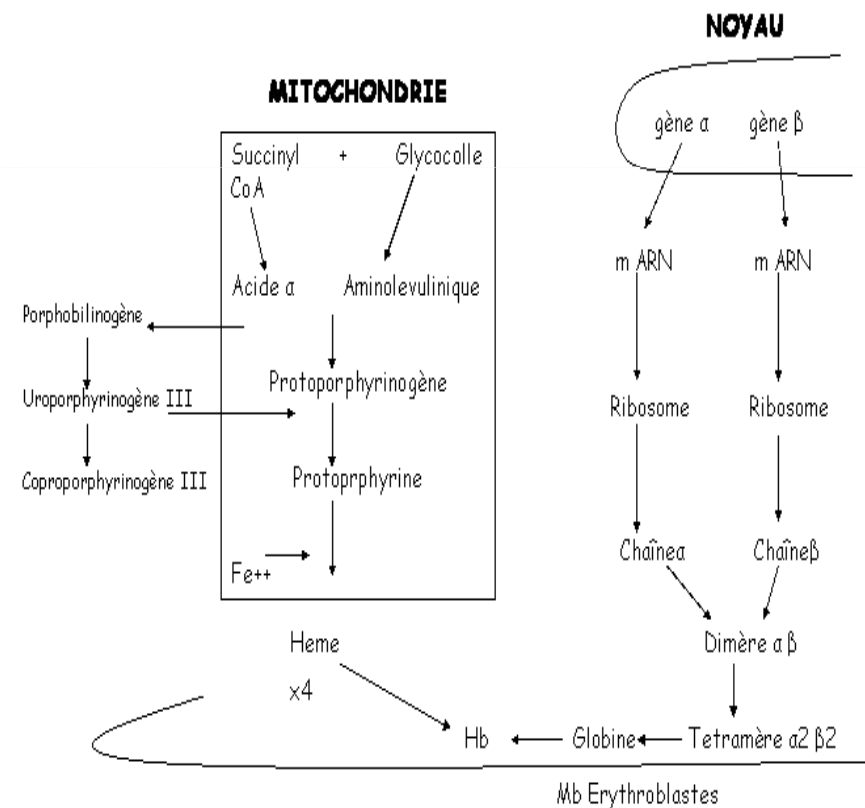 NOYAU
MITOCHONDRIE
gène α gène β
Succinyl + Glycocolle
CoA
m ARN m ARN
Acide α Aminolevulinique
Porphobilinogène
Protoporphyrinogène
Uroporphyrinogène III
Ribosome Ribosome
Coproporphyrinogène III
Protoprphyrine
Chaîneα Chaîneβ
Fe++
Heme
Dimère α β
x4
Hb Globine Tetramère α2 β2
Mb Erythroblastes